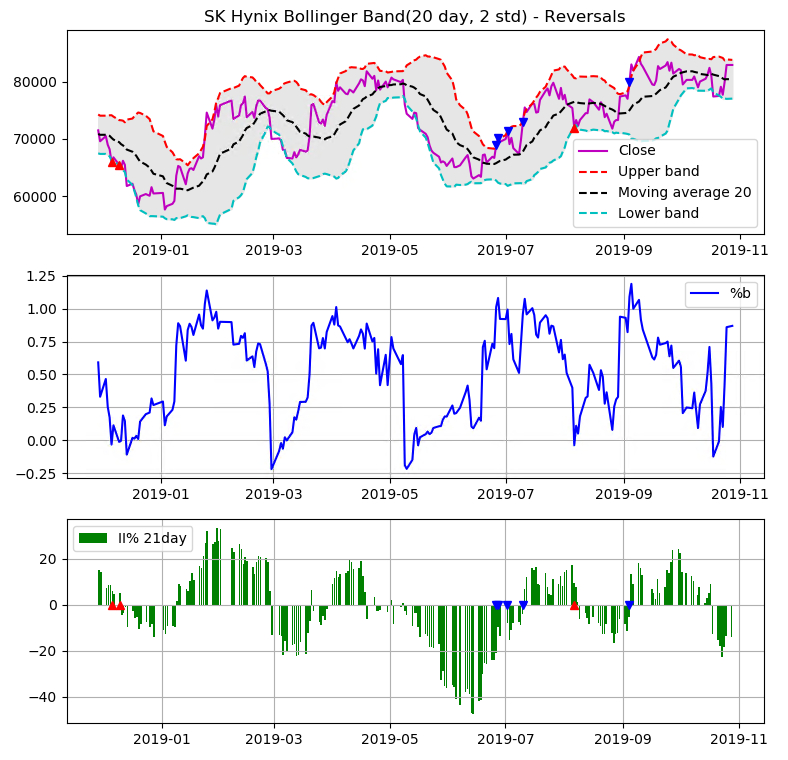 SK Hynix Bollinger Band(20 day, 2 std) - Reversals
80000
70000
60000
Close
Upper band
Moving average 20
Lower band
2019-01 2019-03 2019-05 2019-07 2019-09 2019-11
1.25
1.00
0.75
0.50
0.25
0.00
−0.25
%b
2019-01 2019-03 2019-05 2019-07 2019-09 2019-11
II% 21day
20
0
−20
−40
2019-01 2019-03 2019-05 2019-07 2019-09 2019-11